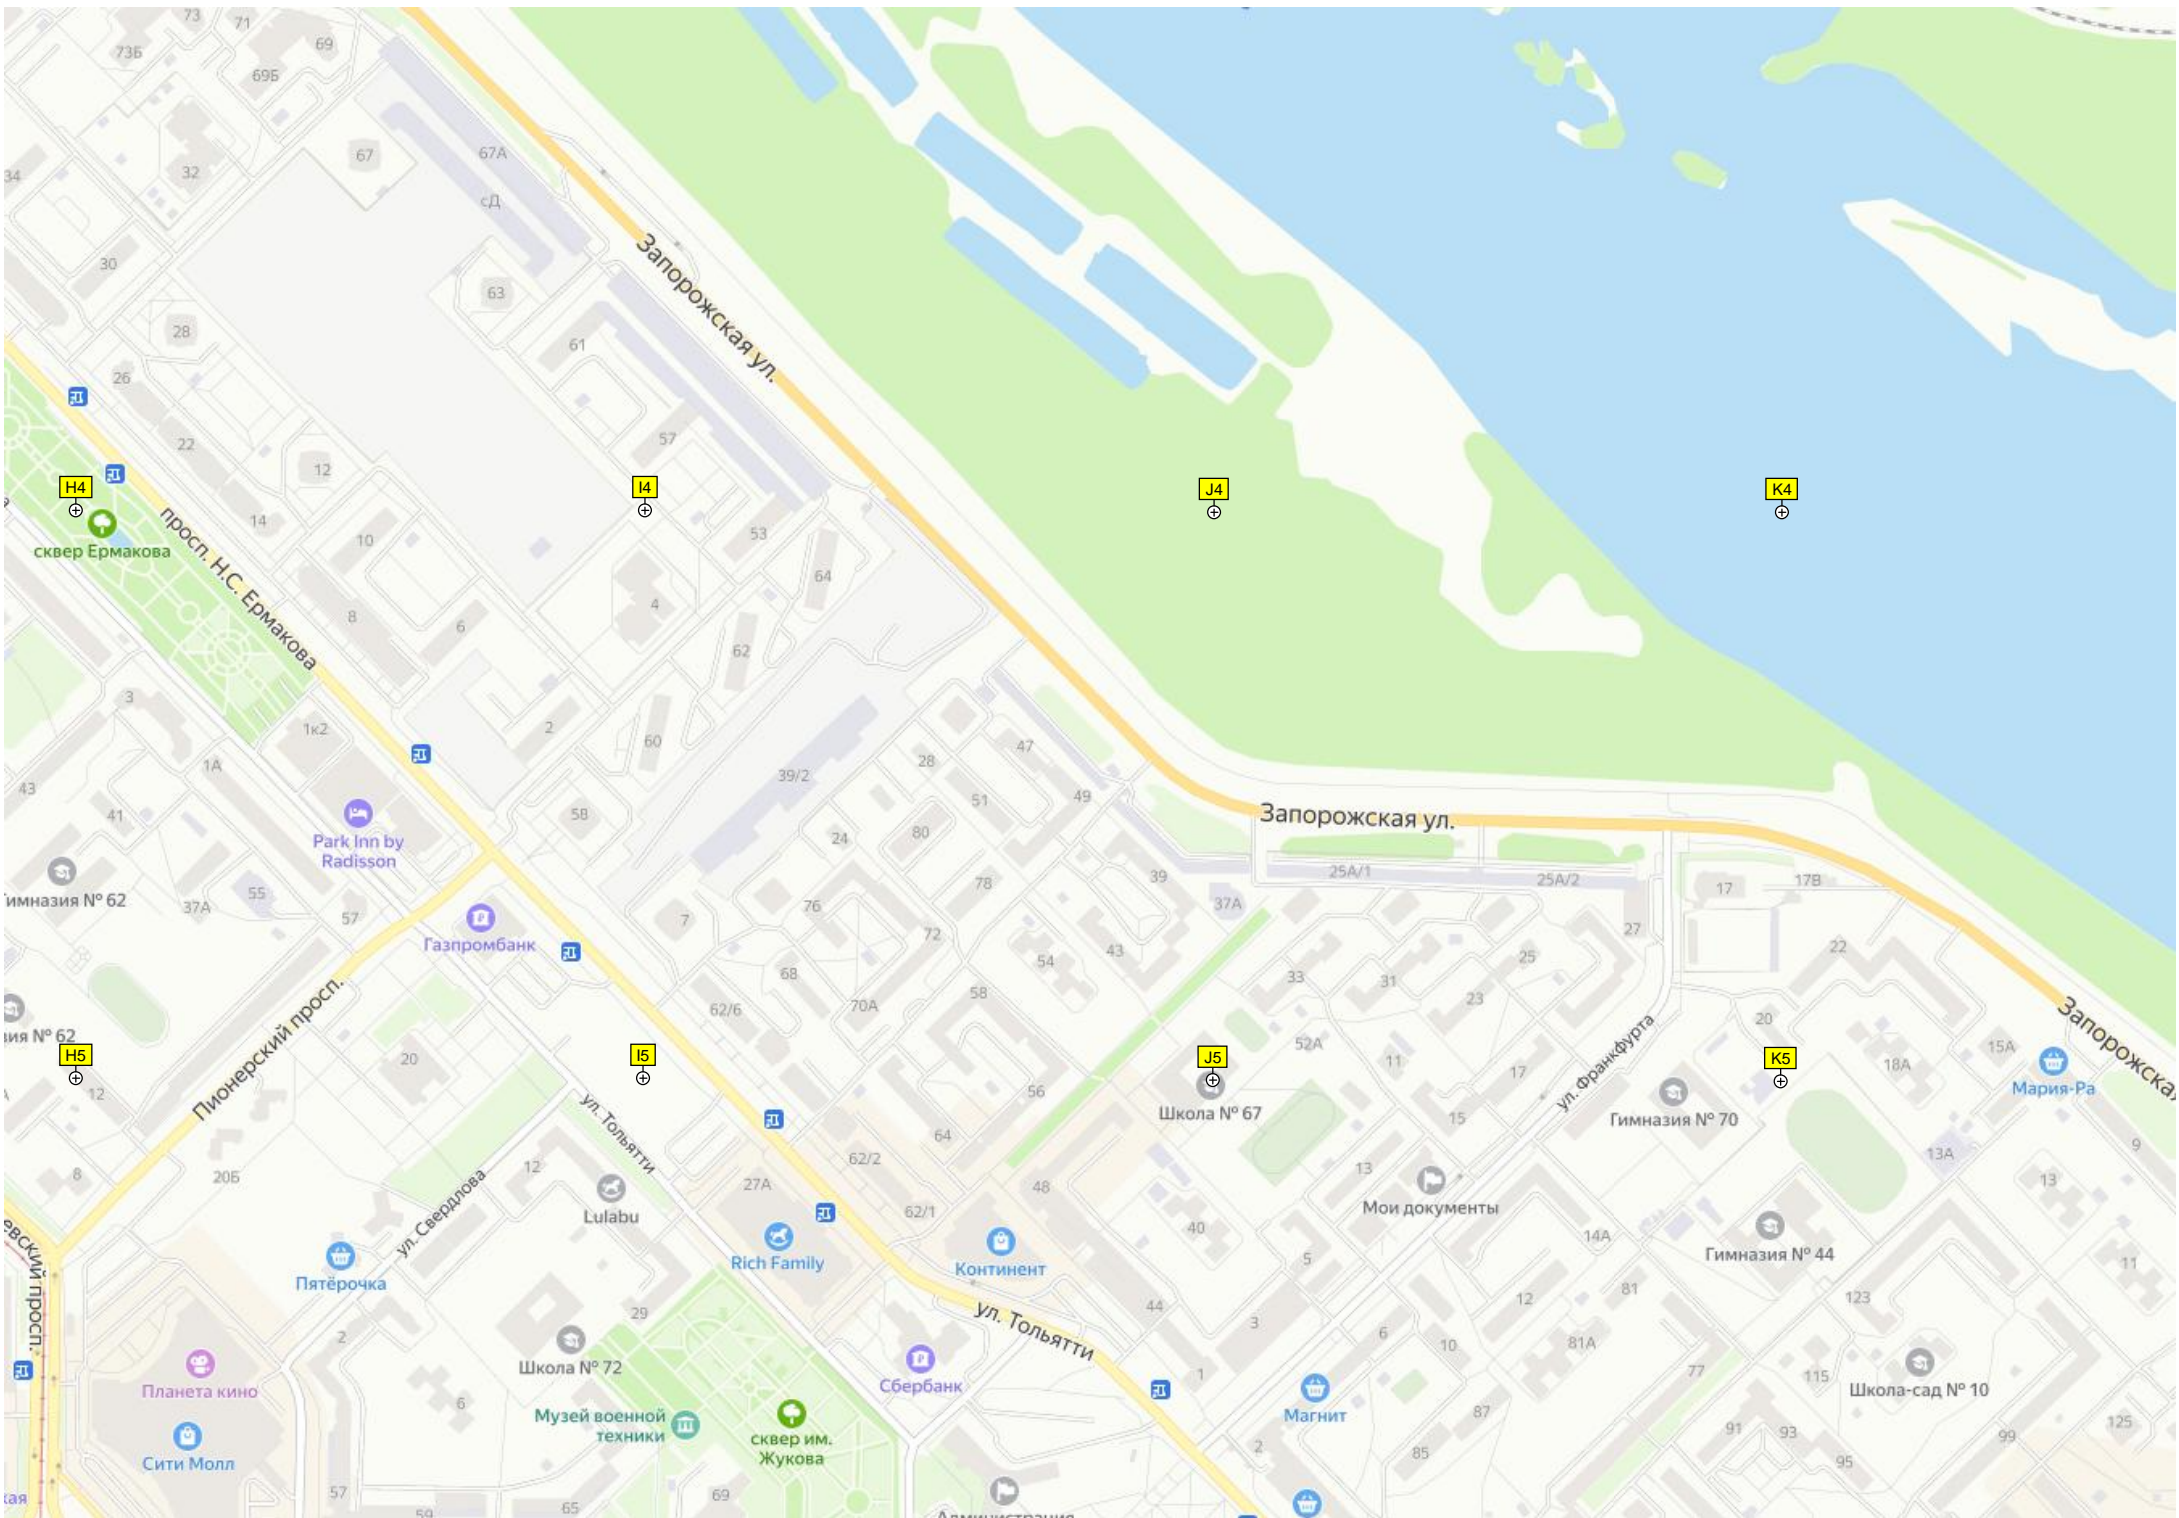 73
71
69
73Б
69Б
67А
67
34
32
сД
Запорожская ул.
30
63
28
61
26
22
57
12
H4
I4
J4
K4
14
53
сквер Ермакова
просп. Н.С. Ермакова
10
64
4
8
6
62
3
1к2
2
60
47
1А
28
39/2
43
51
49
41
58
Park Inn by
Radisson
24
80
Запорожская ул.
25А/1
25А/2
39
78
17
17В
имназия № 62
37А
55
57
76
37А
7
72
27
Газпромбанк
22
54
43
25
33
31
68
58
23
62/6
70А
Пионерский просп.
20
Запорожская
ия № 62
52А
15А
H5
I5
J5
K5
20
11
18А
17
ул. Франкфурта
12
56
Мария-Ра
ул. Тольятти
Школа № 67
15
Гимназия № 70
64
9
13А
62/2
12
13
8
20Б
27А
48
13
ул. Свердлова
Lulabu
62/1
Мои документы
40
14А
евский просп.
Rich Family
Гимназия № 44
5
Континент
11
Пятёрочка
81
12
123
44
29
ул. Тольятти
3
2
6
10
81А
Школа № 72
1
77
115
Планета кино
Сбербанк
Школа-сад № 10
6
Музей военной
техники
Магнит
87
125
сквер им.
Жукова
91
93
99
Сити Молл
2
85
95
кая
57
59
65
69
Администрация